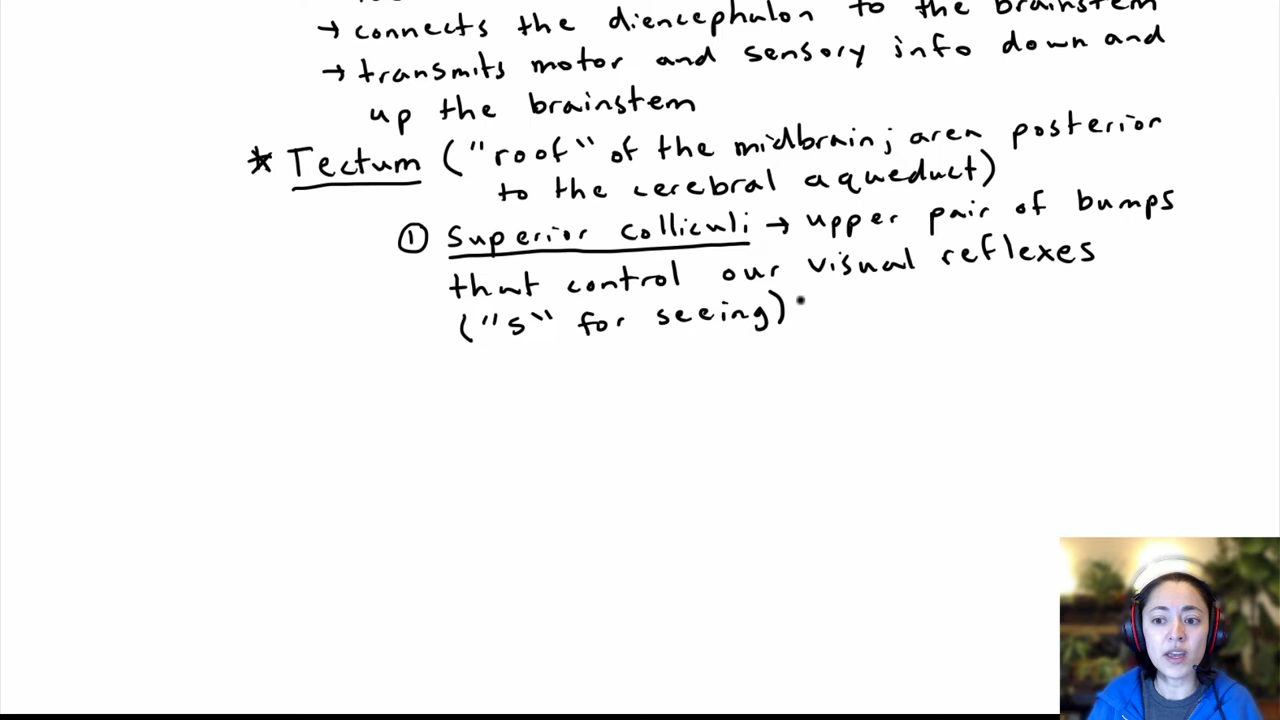 → connects the diencephalon to the brainstem
→ transmits motor and sensory info down and
up the brainstem
* Tectum ("roof" of the midbrain; area posterior
to the cerebral aqueduct)
① Superior colliculi → upper pair of bumps
that control our visual reflexes
("s" for seeing)